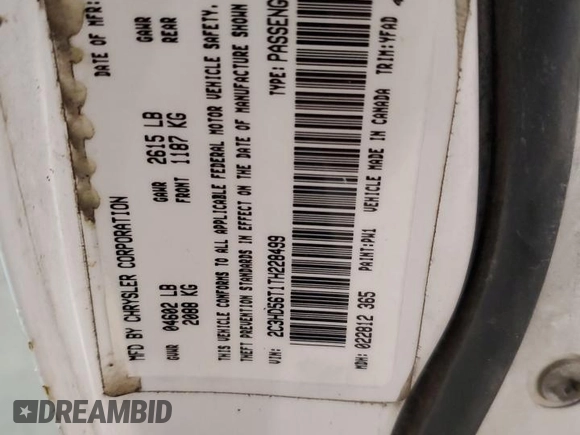 MFD BY CHRYSLER CORPORATION
DATE OF MFR:
GVWR
04602 LB
2088 KG
GAWR
FRONT
2615 LB
1187 KG
GAWR
REAR
THIS VEHICLE CONFORMS TO ALL APPLICABLE FEDERAL MOTOR VEHICLE SAFETY,
THEFT PREVENTION STANDARDS IN EFFECT ON THE DATE OF MANUFACTURE SHOWN
VIN: 2C3HD56T1TH228499
TYPE: PASSENG
MDH: 022812 365 PAINT: PW1 VEHICLE MADE IN CANADA TRIM: YFAD
DREAMBID